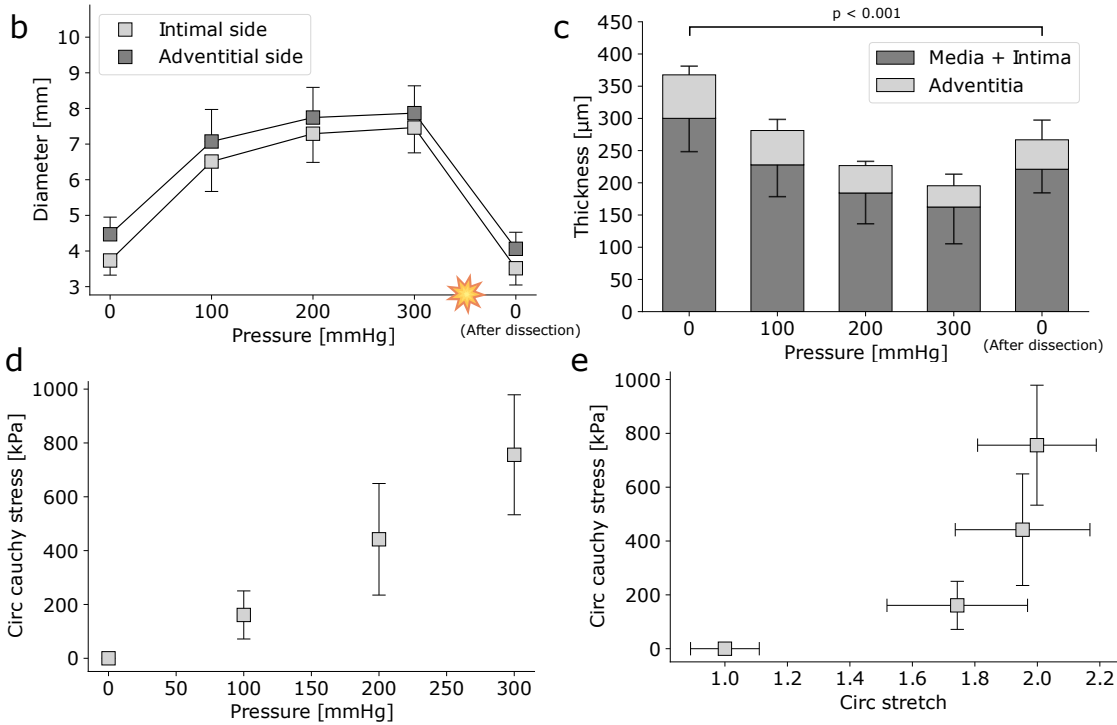 b
Intimal side
Adventitial side
Diameter [mm]
10
9
8
7
6
5
4
3
0
100
200
300
0
(After dissection)
Pressure [mmHg]
c
p < 0.001
Media + Intima
Adventitia
Thickness [μm]
450
400
350
300
250
200
150
100
50
0
0
100
200
300
0
(After dissection)
Pressure [mmHg]
d
Circ cauchy stress [kPa]
1000
800
600
400
200
0
0
50
100
150
200
250
300
Pressure [mmHg]
e
Circ cauchy stress [kPa]
1000
800
600
400
200
0
1.0
1.2
1.4
1.6
1.8
2.0
2.2
Circ stretch